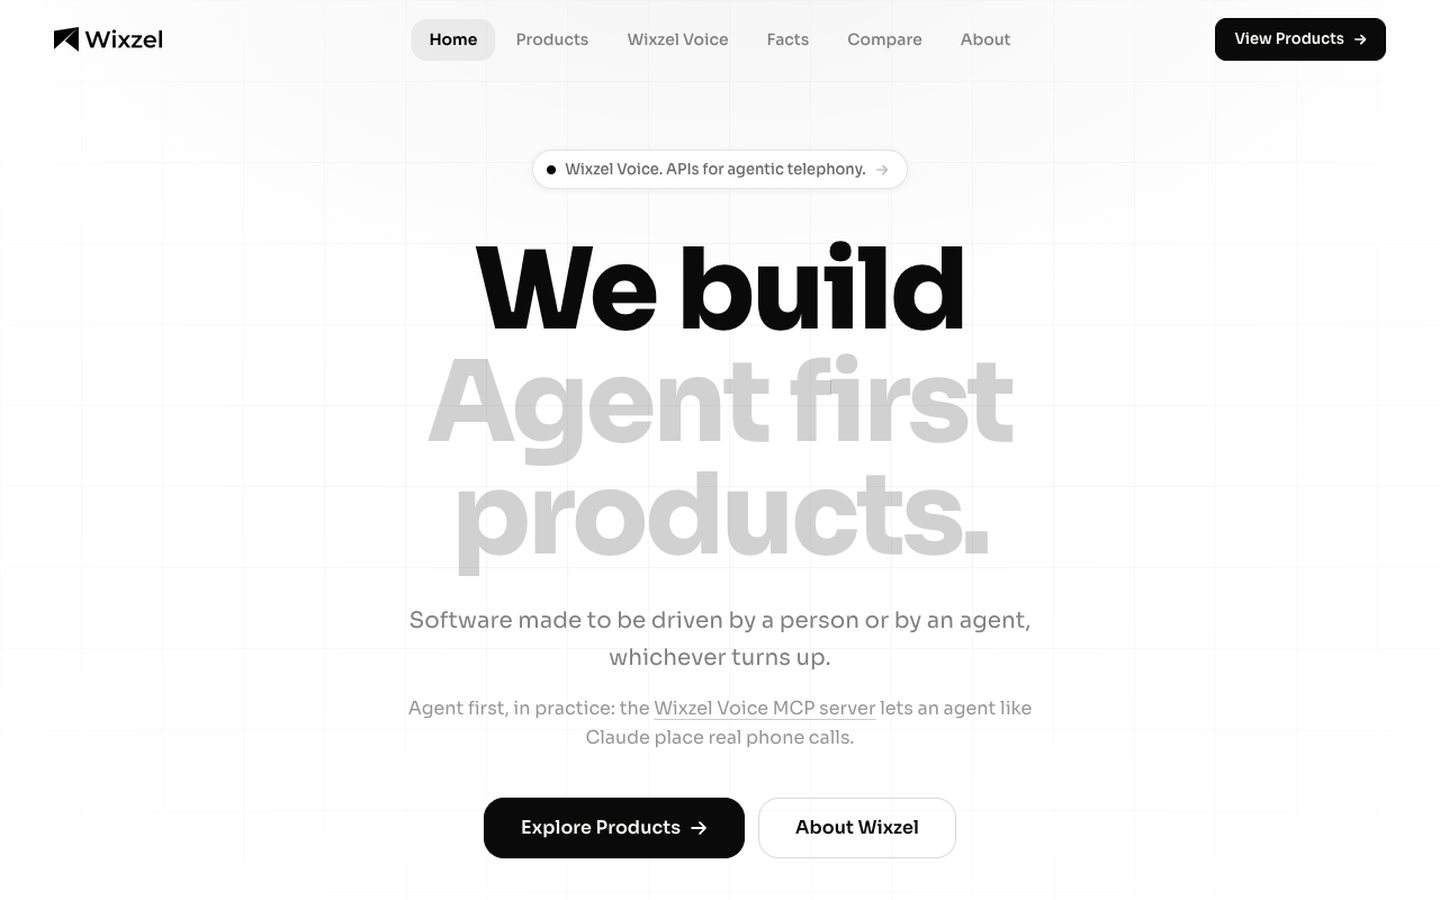 Wixzel
Home
Products
Wixzel Voice
Facts
Compare
About
View Products →
Wixzel Voice. APIs for agentic telephony. →
We build
Agent first
products.
Software made to be driven by a person or by an agent,
whichever turns up.
Agent first, in practice: the Wixzel Voice MCP server lets an agent like
Claude place real phone calls.
Explore Products →
About Wixzel